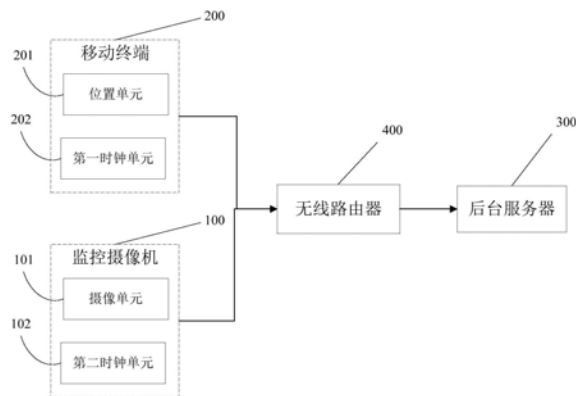 200
移动终端
201
位置单元
202
第一时钟单元
400
300
无线路由器
后台服务器
100
监控摄像机
101
摄像单元
102
第二时钟单元